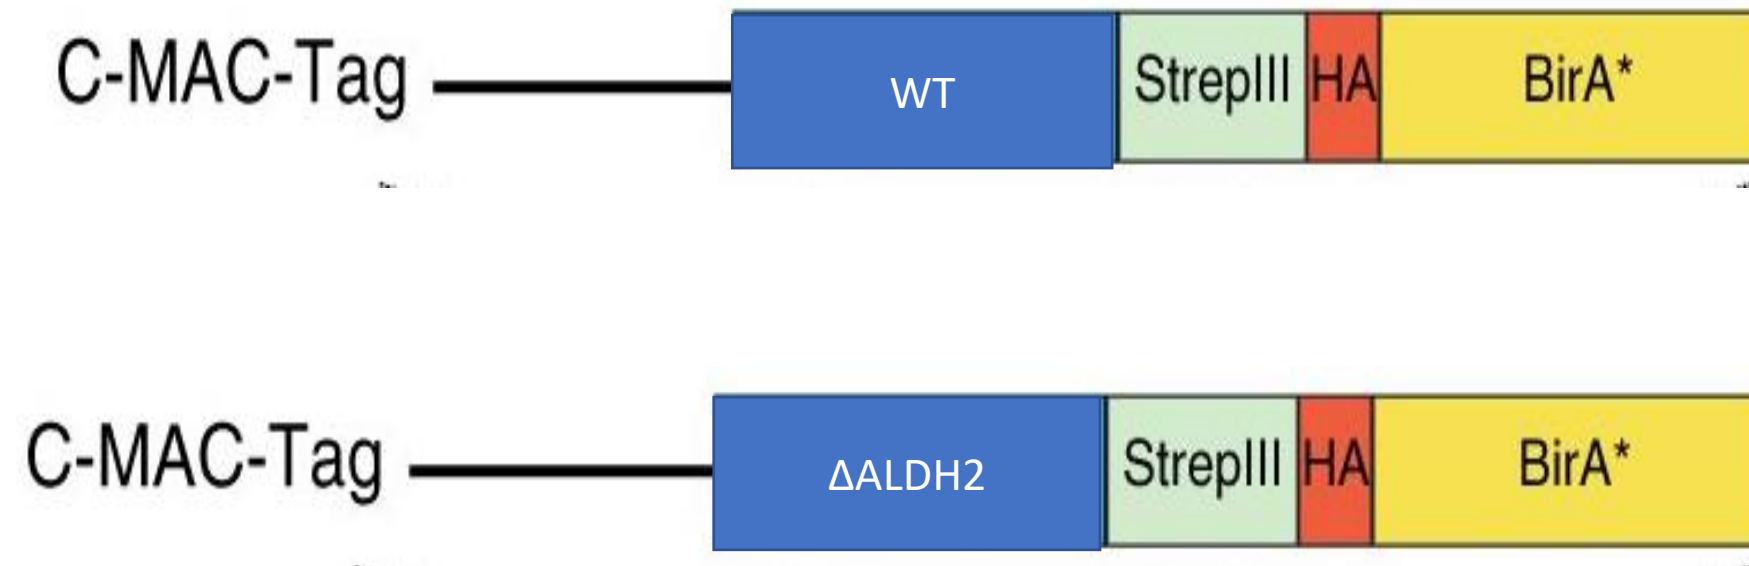 C-MAC-Tag WT StrepIII HA BirA*
C-MAC-Tag ΔALDH2 StrepIII HA BirA*